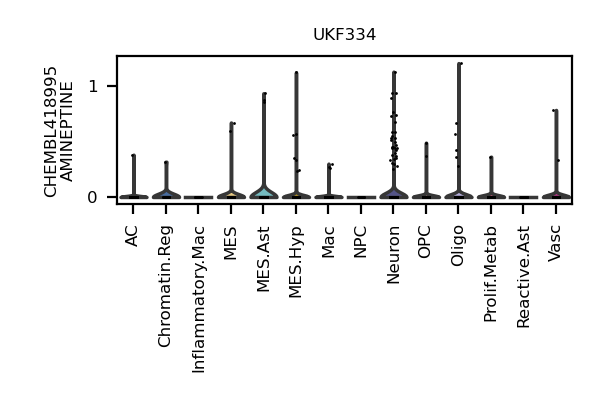 UKF334
CHEMBL418995
AMINEPTINE
1
0
AC
Chromatin.Reg
Inflammatory.Mac
MES
MES.Ast
MES.Hyp
Mac
NPC
Neuron
OPC
Oligo
Prolif.Metab
Reactive.Ast
Vasc